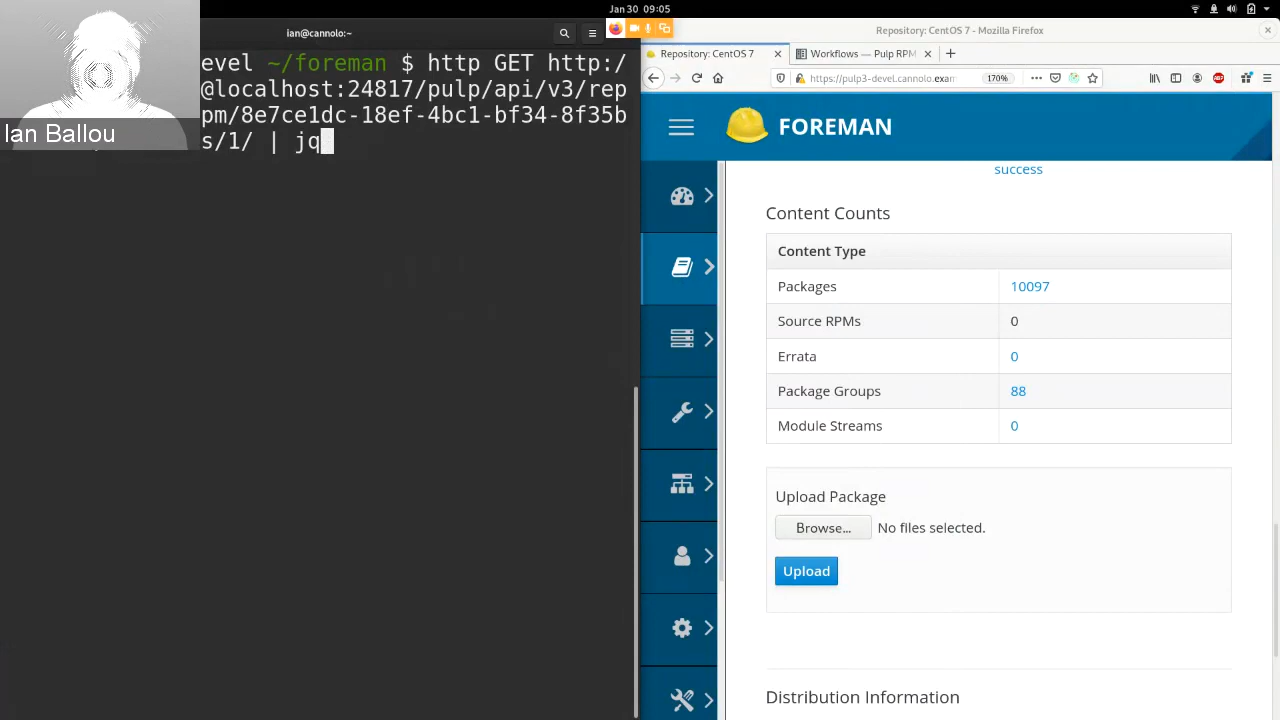 Jan 30 09:05
ian@cannolo:~
Ian Ballou
evel ~/foreman $ http GET http:/
@localhost:24817/pulp/api/v3/rep
pm/8e7ce1dc-18ef-4bc1-bf34-8f35b
s/1/ | jq
Repository: CentOS 7 - Mozilla Firefox
Repository: CentOS 7
Workflows — Pulp RPM
https://pulp3-devel.cannolo.exam
170%
FOREMAN
success
Content Counts
Content Type
Packages 10097
Source RPMs 0
Errata 0
Package Groups 88
Module Streams 0
Upload Package
Browse... No files selected.
Upload
Distribution Information